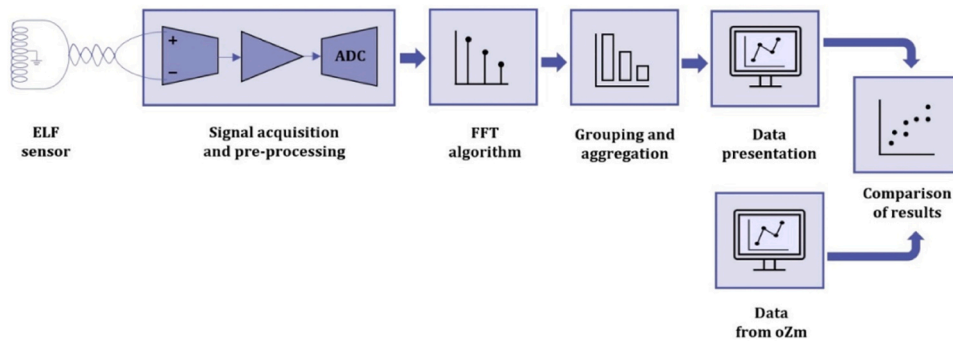 +
−
ADC
ELF
sensor
Signal acquisition
and pre-processing
FFT
algorithm
Grouping and
aggregation
Data
presentation
Comparison
of results
Data
from oZm